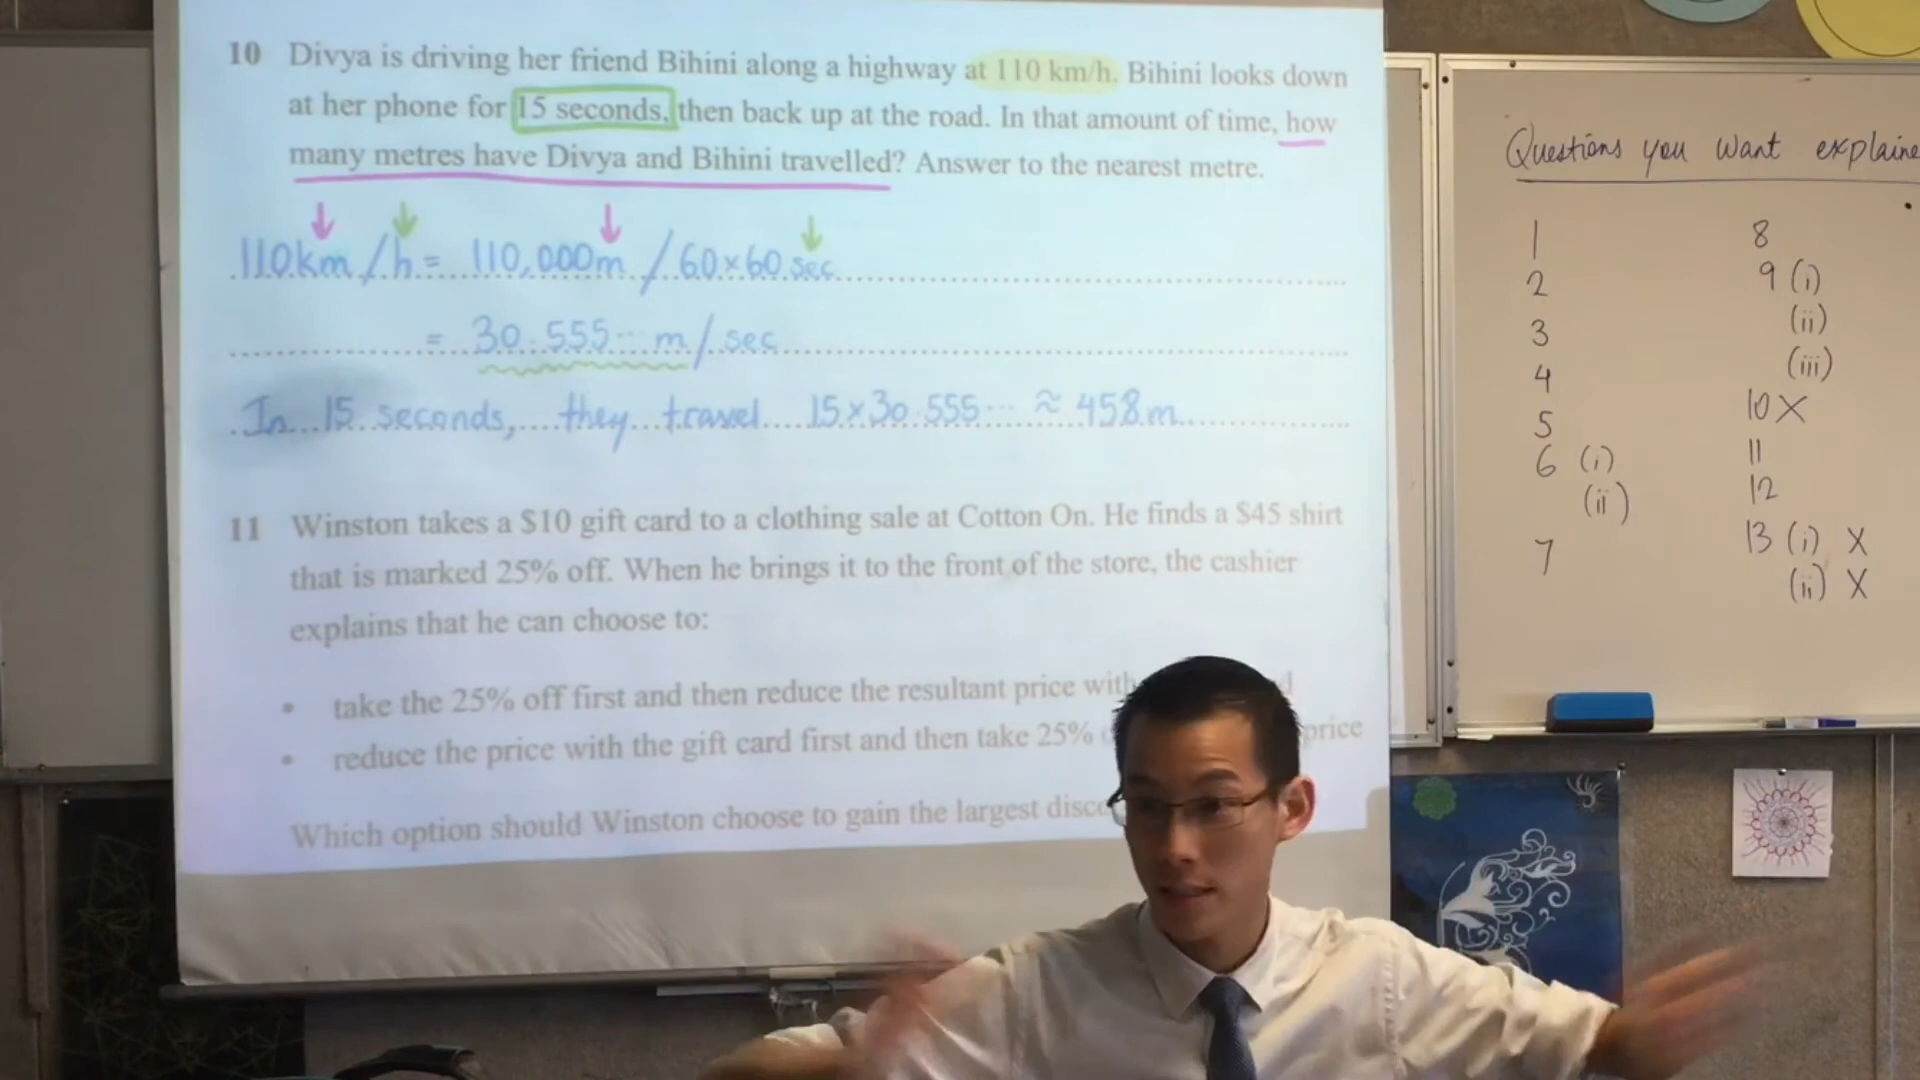 10 Divya is driving her friend Bihini along a highway at 110 km/h. Bihini looks down
at her phone for 15 seconds, then back up at the road. In that amount of time, how
many metres have Divya and Bihini travelled? Answer to the nearest metre.
110km/h = 110,000m / 60×60 sec
= 30.555... m/sec
In 15 seconds, they travel 15×30.555... ≈ 458m
11 Winston takes a $10 gift card to a clothing sale at Cotton On. He finds a $45 shirt
that is marked 25% off. When he brings it to the front of the store, the cashier
explains that he can choose to:
• take the 25% off first and then reduce the resultant price with
• reduce the price with the gift card first and then take 25% price
Which option should Winston choose to gain the largest
Questions you want explaine
1
2
3
4
5
6 (i)
(ii)
7
8
9 (i)
(ii)
(iii)
10 X
11
12
13 (i) X
(ii) X